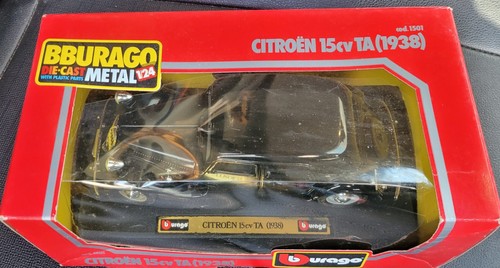 BBURAGO
DIE-CAST METAL 1:24
WITH PLASTIC PARTS
cod. 1501
CITROËN 15cv TA (1938)
burago CITROËN 15cv TA (1938) burago
CITROËN 15cv TA (1938)
burago